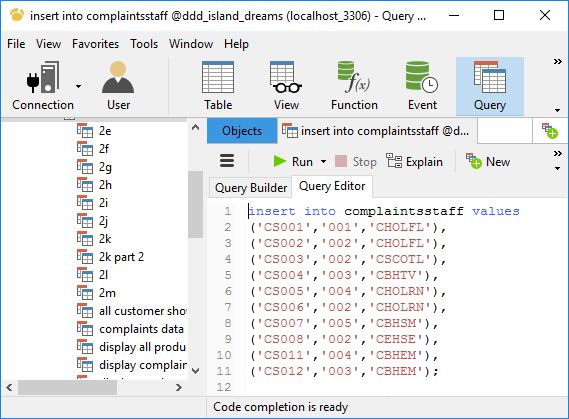 insert into complaintsstaff @ddd_island_dreams (localhost_3306) - Query ...
File View Favorites Tools Window Help
Connection User Table View f(x) Function Event Query
2e
2f
2g
2h
2i
2j
2k
2k part 2
2l
2m
all customer sho
complaints data
display all produ
display complain
Objects insert into complaintsstaff @dd...
Run Stop Explain New
Query Builder Query Editor
1 insert into complaintsstaff values
2 ('CS001','001','CHOLFL'),
3 ('CS002','002','CHOLFL'),
4 ('CS003','002','CSCOTL'),
5 ('CS004','003','CBHTV'),
6 ('CS005','004','CHOLRN'),
7 ('CS006','002','CHOLRN'),
8 ('CS007','005','CBHSM'),
9 ('CS008','002','CEHSE'),
10 ('CS011','004','CBHEM'),
11 ('CS012','003','CBHEM');
12
Code completion is ready